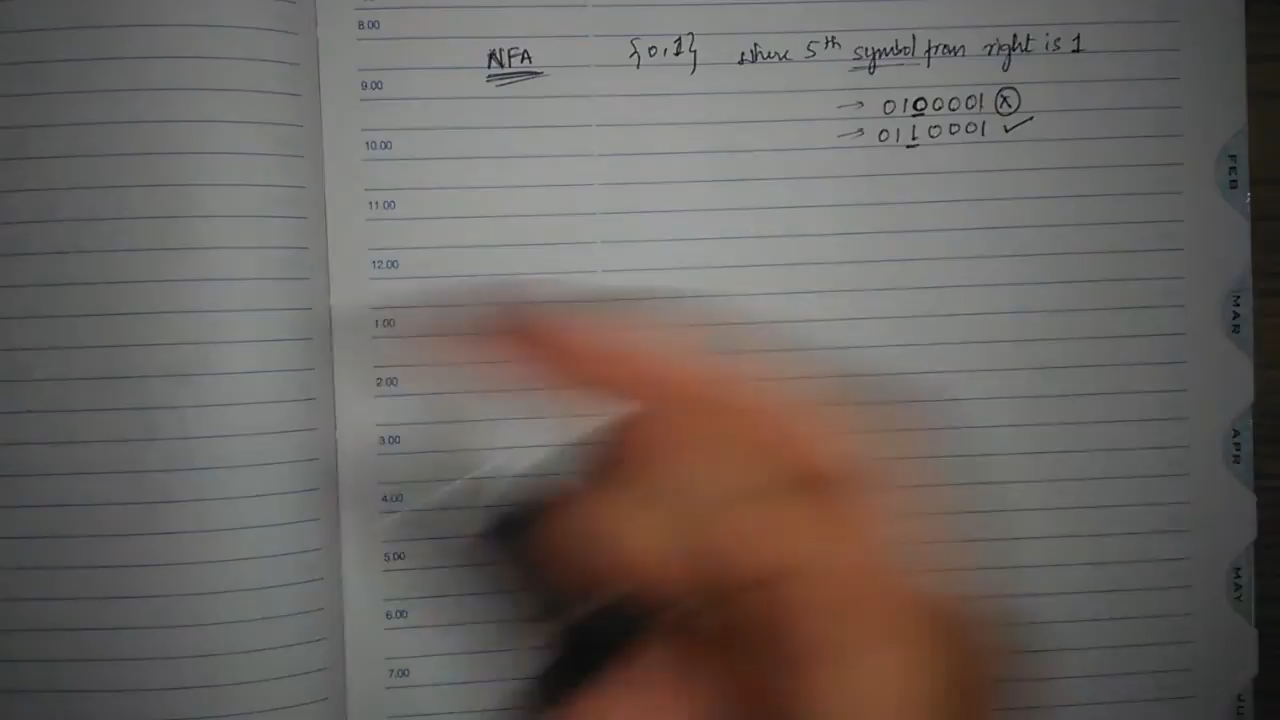 8.00
NFA {0,1} where 5th symbol from right is 1
9.00
→ 0100001 ⓧ
→ 0110001 ✓
10.00
FEB
11.00
12.00
1.00
MAR
2.00
3.00
APR
4.00
5.00
MAY
6.00
7.00